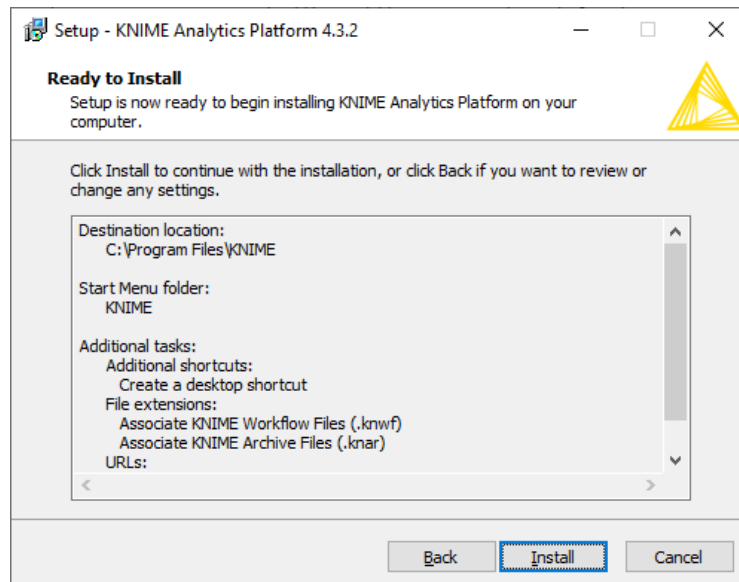 Setup - KNIME Analytics Platform 4.3.2
Ready to Install
Setup is now ready to begin installing KNIME Analytics Platform on your
computer.
Click Install to continue with the installation, or click Back if you want to review or
change any settings.
Destination location:
C:\Program Files\KNIME
Start Menu folder:
KNIME
Additional tasks:
Additional shortcuts:
Create a desktop shortcut
File extensions:
Associate KNIME Workflow Files (.knwf)
Associate KNIME Archive Files (.knar)
URLs:
Back Install Cancel